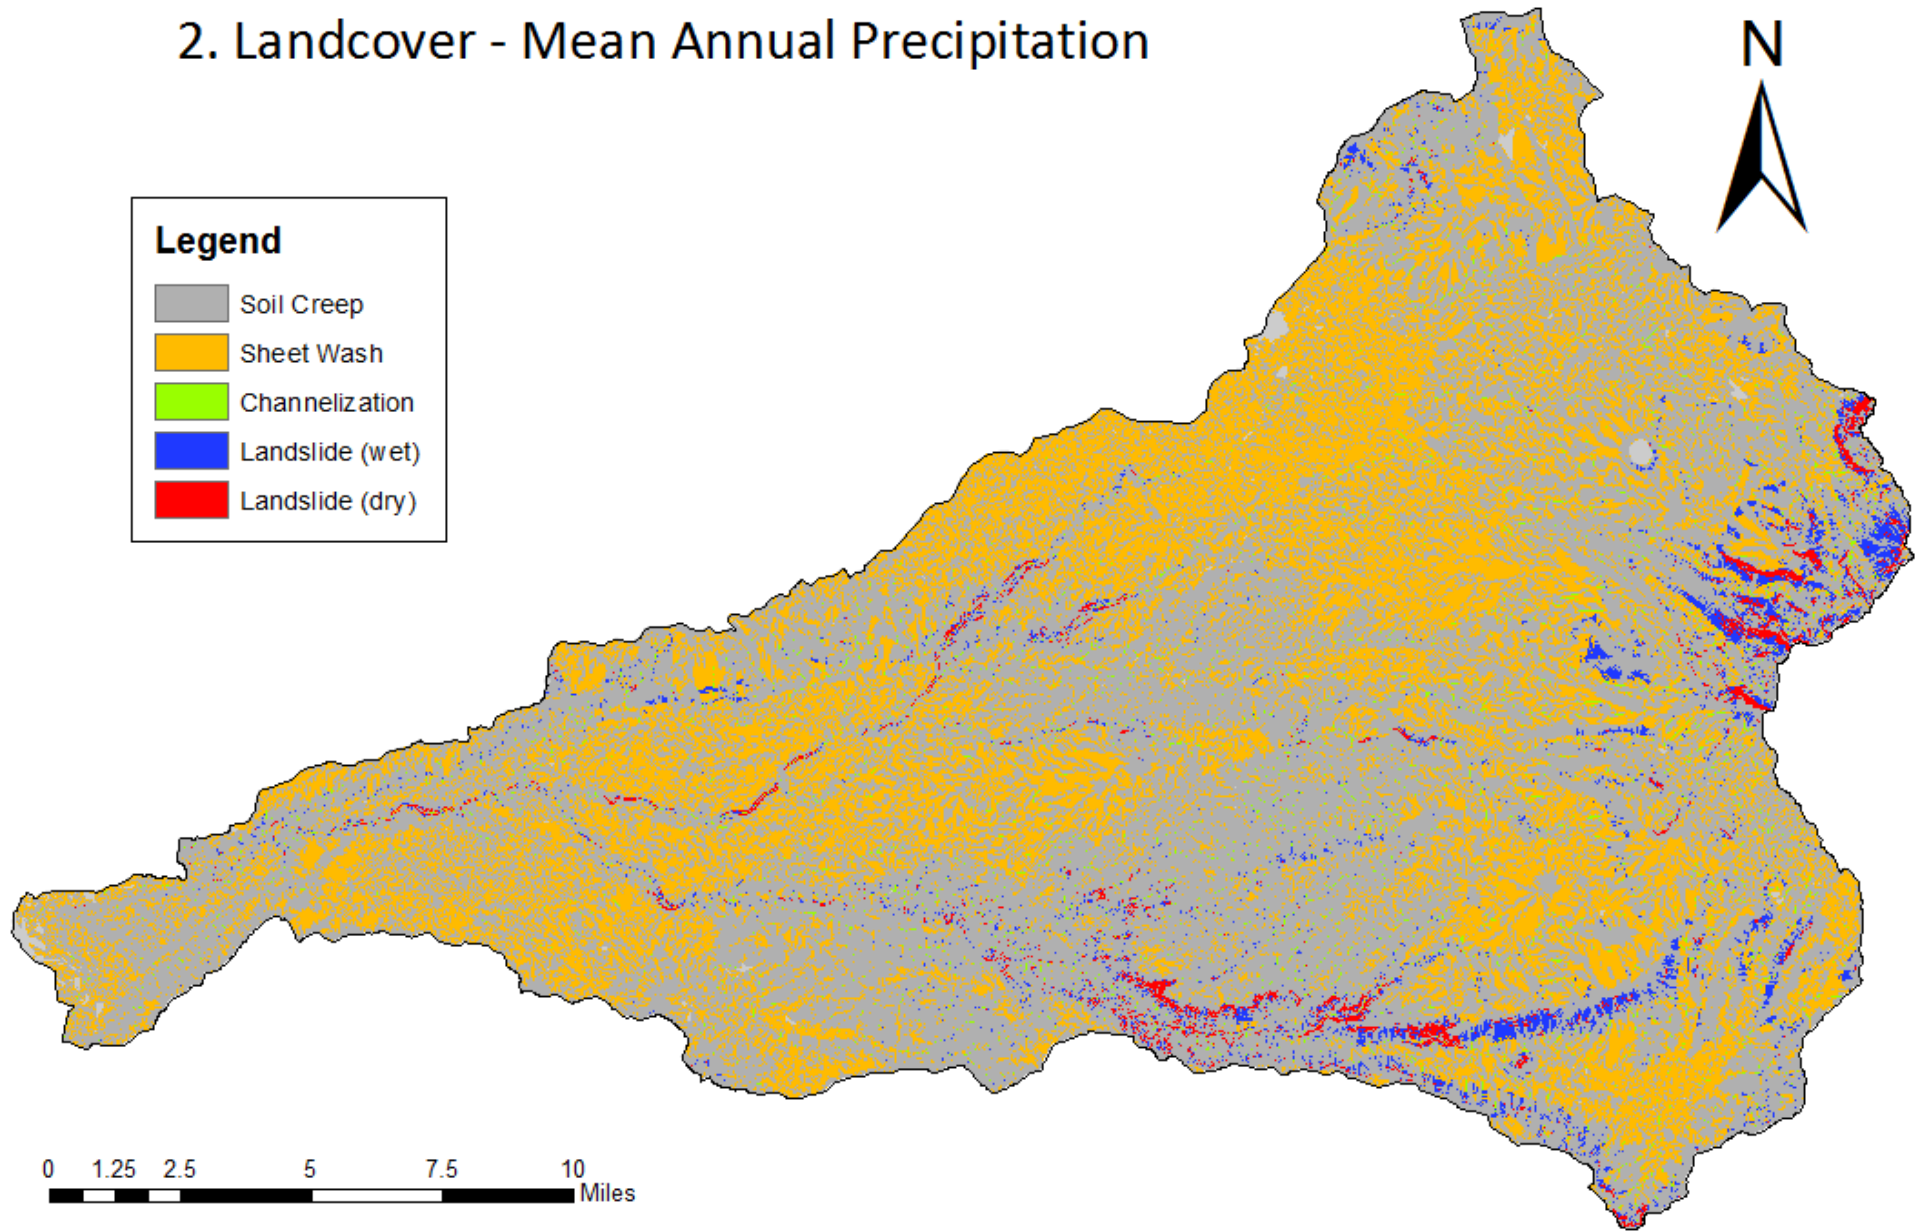 2. Landcover - Mean Annual Precipitation
N
Legend
Soil Creep
Sheet Wash
Channelization
Landslide (wet)
Landslide (dry)
0 1.25 2.5 5 7.5 10
Miles